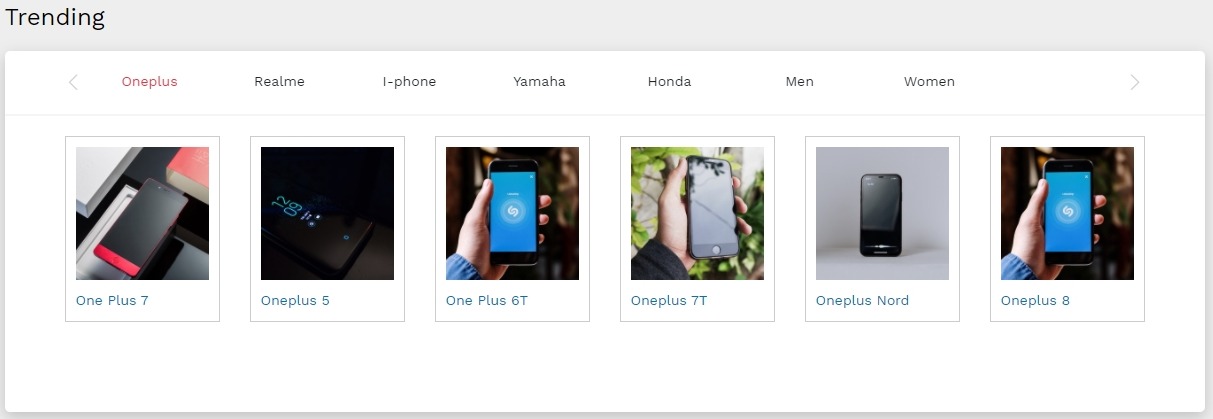 Trending
Oneplus Realme I-phone Yamaha Honda Men Women
One Plus 7 Oneplus 5 One Plus 6T Oneplus 7T Oneplus Nord Oneplus 8